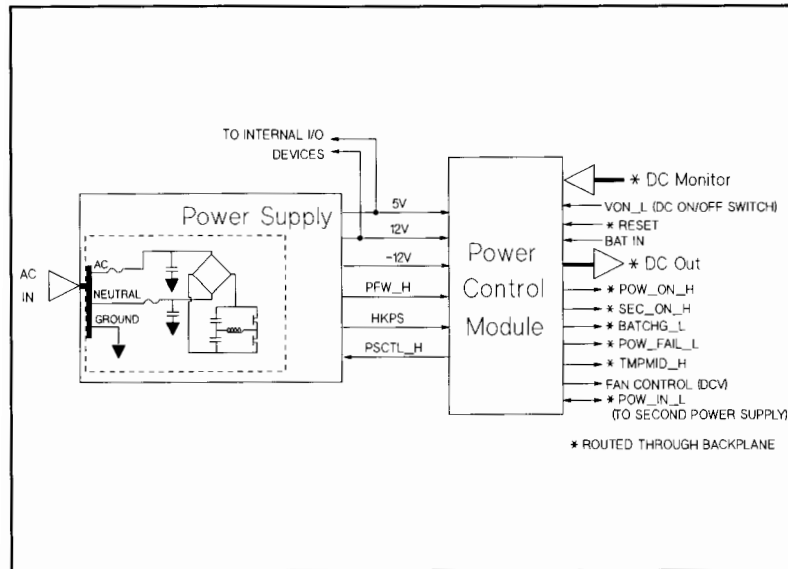 TO INTERNAL I/O
DEVICES
Power Supply
AC
IN
AC
NEUTRAL
GROUND
5V
12V
-12V
PFW_H
HKPS
PSCTL_H
Power
Control
Module
* DC Monitor
VON_L (DC ON/OFF SWITCH)
* RESET
BAT IN
* DC Out
* POW_ON_H
* SEC_ON_H
* BATCHG_L
* POW_FAIL_L
* TMPMID_H
FAN CONTROL (DCV)
* POW_IN_L
(TO SECOND POWER SUPPLY)
* ROUTED THROUGH BACKPLANE